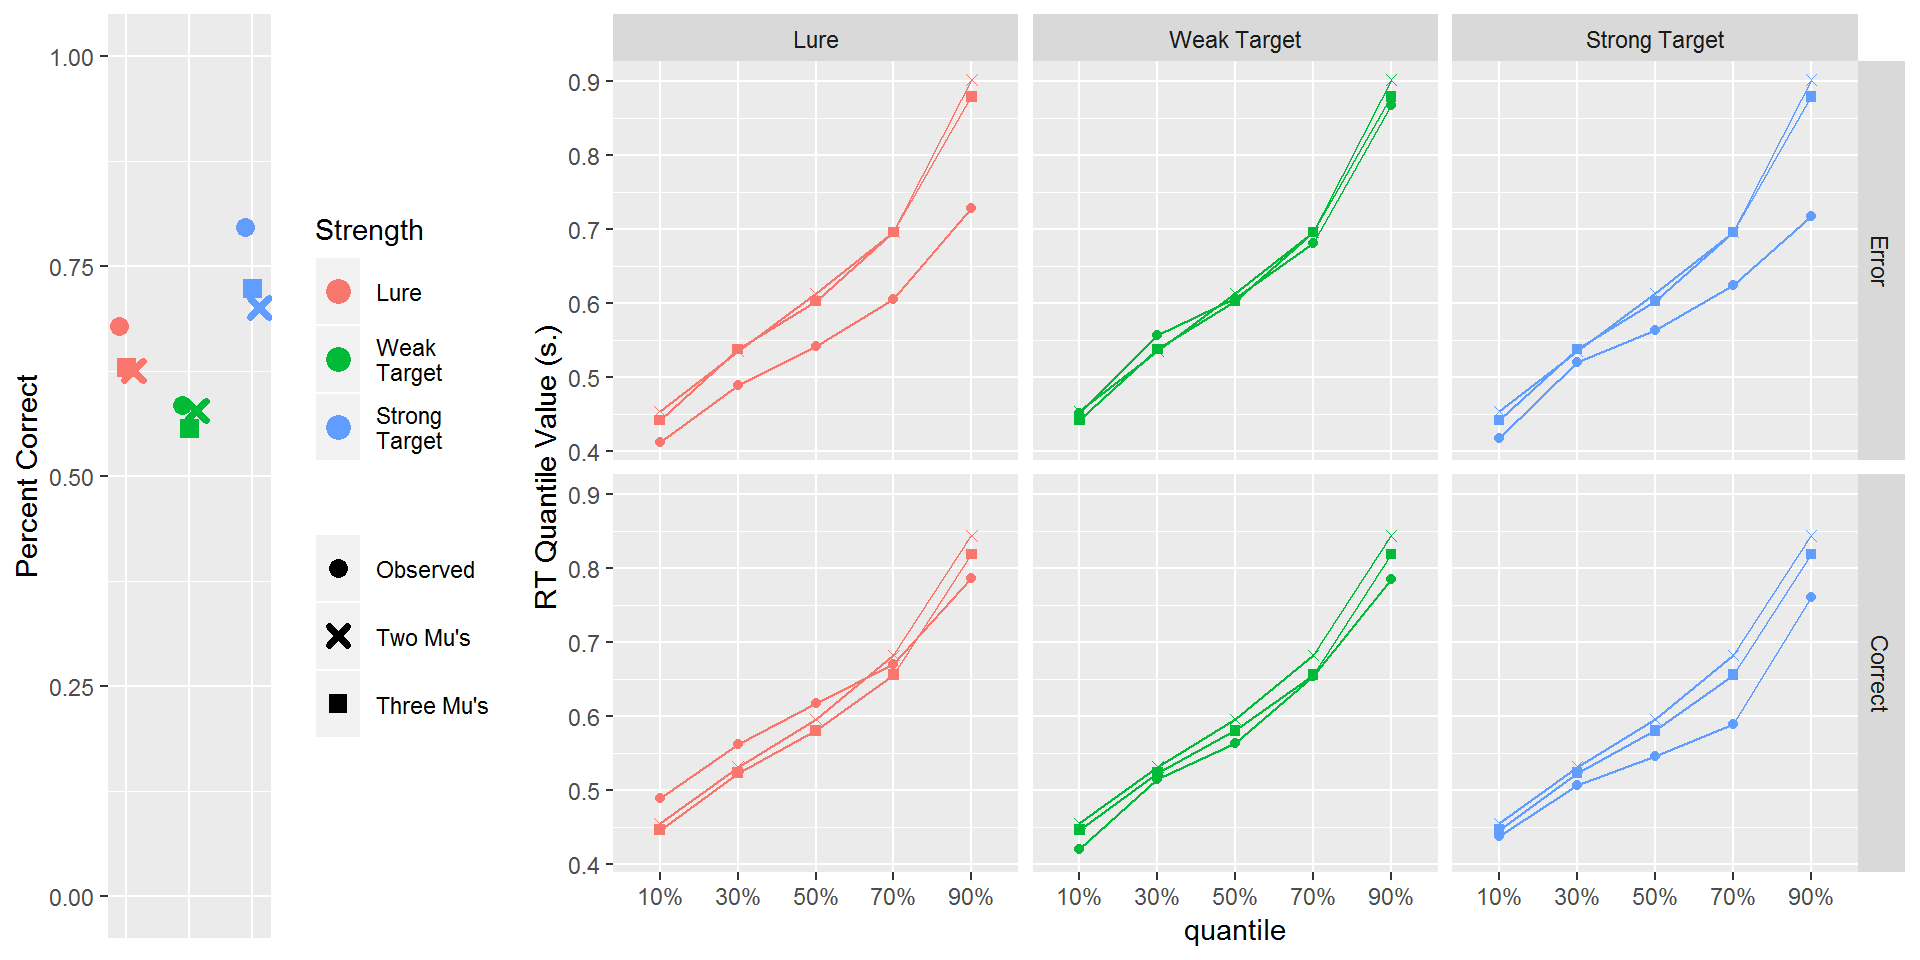 Percent Correct
1.00
0.75
0.50
0.25
0.00
Strength
Lure
Weak
Target
Strong
Target
Observed
Two Mu's
Three Mu's
RT Quantile Value (s.)
Lure
Weak Target
Strong Target
0.9
0.8
0.7
0.6
0.5
0.4
Error
0.9
0.8
0.7
0.6
0.5
0.4
Correct
10% 30% 50% 70% 90%
10% 30% 50% 70% 90%
10% 30% 50% 70% 90%
quantile